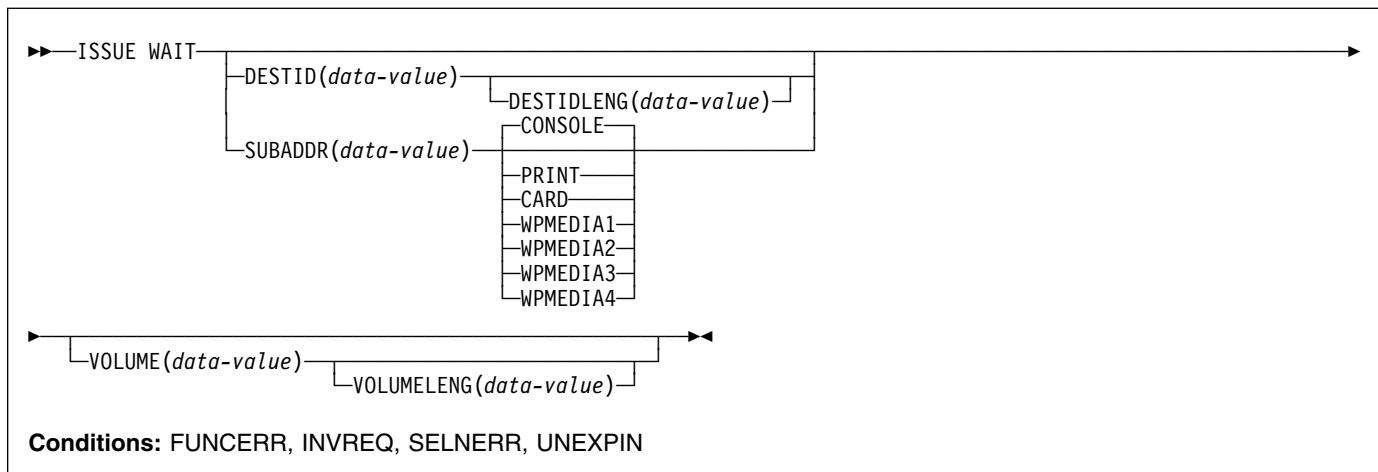 ISSUE WAIT
DESTID(data-value)
DESTIDLENG(data-value)
CONSOLE
SUBADDR(data-value)
PRINT
CARD
WPMEDIA1
WPMEDIA2
WPMEDIA3
WPMEDIA4
VOLUME(data-value)
VOLUMELENG(data-value)
Conditions: FUNCERR, INVREQ, SELNERR, UNEXPIN